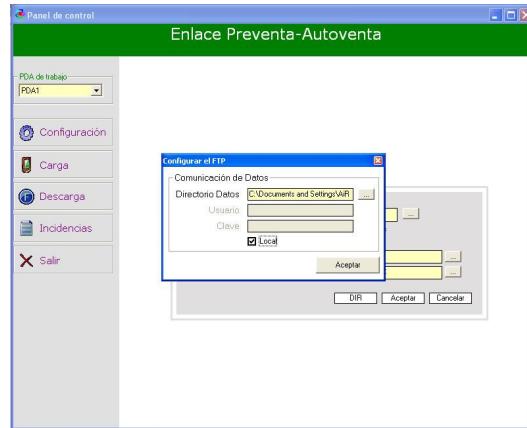 Panel de control
Enlace Preventa-Autoventa
PDA de trabajo
PDA1
Configuración
Carga
Descarga
Incidencias
Salir
Configurar el FTP
Comunicación de Datos
Directorio Datos C:\Documents and Settings\AiR ...
Usuario
Clave
Local
Aceptar
...
...
...
DIR Aceptar Cancelar